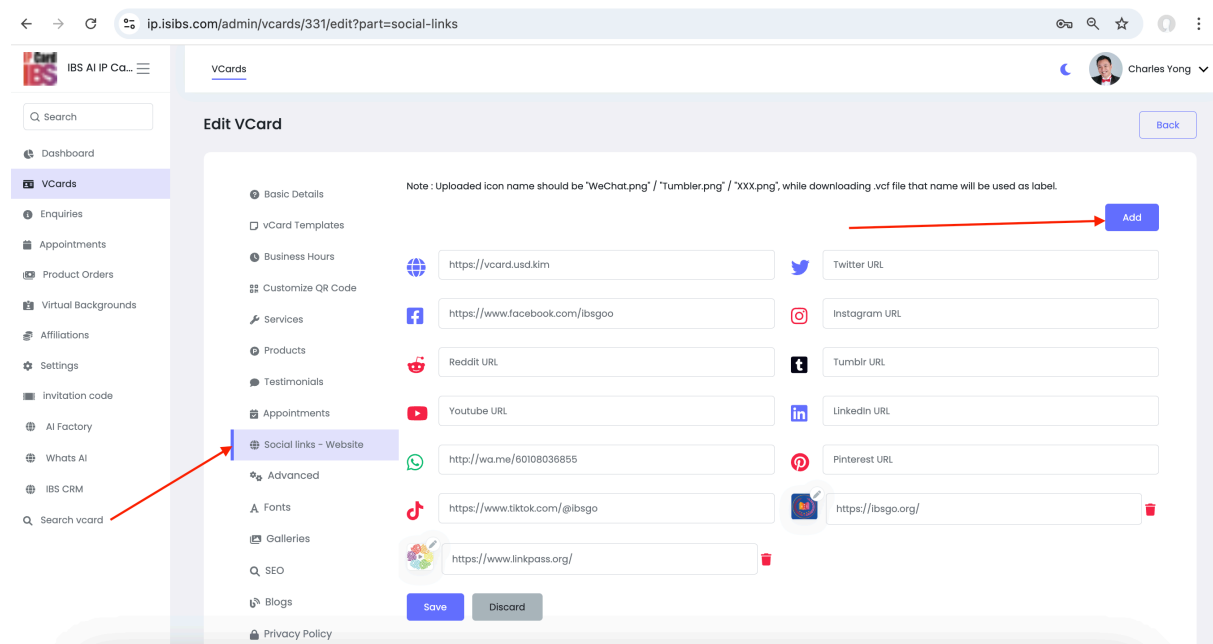 ip.isibs.com/admin/vcards/331/edit?part=social-links
IP Card
IBS
IBS AI IP Ca...
VCards
Charles Yong
Search
Edit VCard
Back
Dashboard
VCards
Enquiries
Appointments
Product Orders
Virtual Backgrounds
Affiliations
Settings
invitation code
AI Factory
Whats AI
IBS CRM
Search vcard
Basic Details
vCard Templates
Business Hours
Customize QR Code
Services
Products
Testimonials
Appointments
Social links - Website
Advanced
Fonts
Galleries
SEO
Blogs
Privacy Policy
Note : Uploaded icon name should be "WeChat.png" / "Tumbler.png" / "XXX.png", while downloading .vcf file that name will be used as label.
Add
https://vcard.usd.kim
Twitter URL
https://www.facebook.com/ibsgoo
Instagram URL
Reddit URL
Tumblr URL
Youtube URL
LinkedIn URL
http://wa.me/60108036855
Pinterest URL
https://www.tiktok.com/@ibsgo
https://ibsgo.org/
https://www.linkpass.org/
Save
Discard